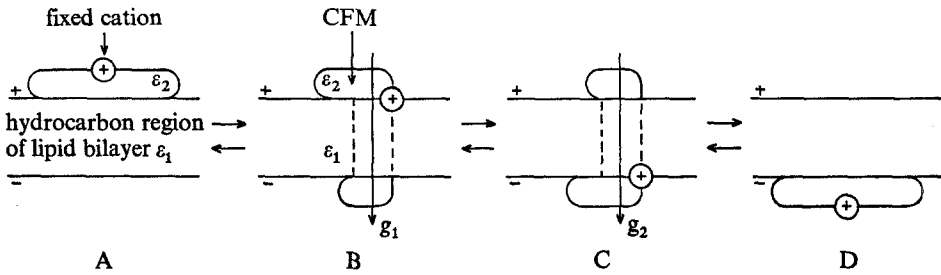 fixed cation
CFM
+
ε₂
+
ε₂
+
+
+
+
+
hydrocarbon region
of lipid bilayer ε₁
ε₁
−
−
−
+
−
+
g₁
g₂
A
B
C
D